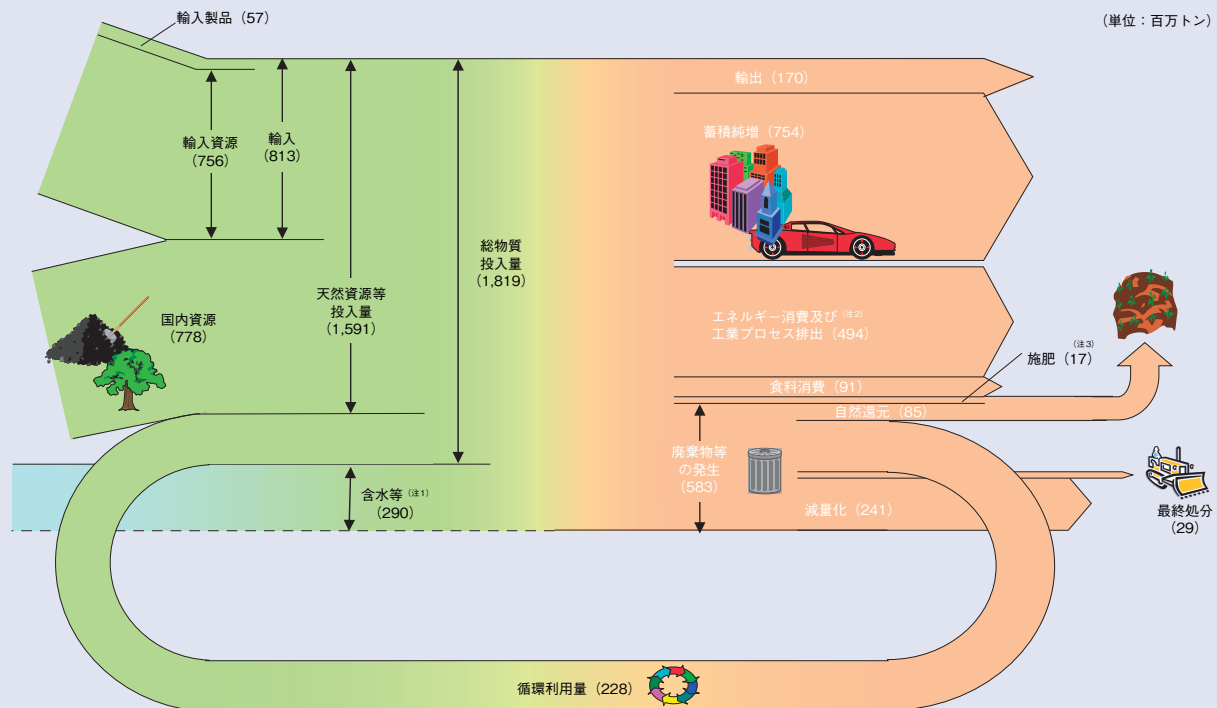 輸入製品（57）
（単位：百万トン）
輸出（170）
輸入資源
（756）
輸入
（813）
蓄積純増（754）
総物質
投入量
（1,819）
天然資源等
投入量
（1,591）
国内資源
（778）
エネルギー消費及び（注2）
工業プロセス排出（494）
施肥（17）（注3）
食料消費（91）
自然還元（85）
廃棄物等
の発生
（583）
含水等（注1）
（290）
減量化（241）
最終処分
（29）
循環利用量（228）